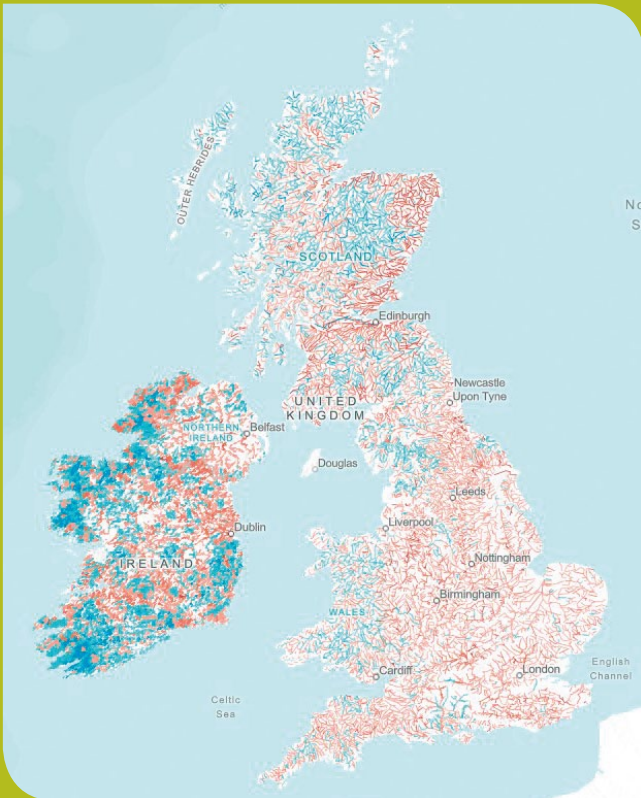 OUTER HEBRIDES
No
S
SCOTLAND
Edinburgh
Newcastle
Upon Tyne
UNITED
KINGDOM
NORTHERN
IRELAND
Belfast
Douglas
Leeds
Dublin
Liverpool
IRELAND
Nottingham
Birmingham
WALES
Cardiff
London
English
Channel
Celtic
Sea